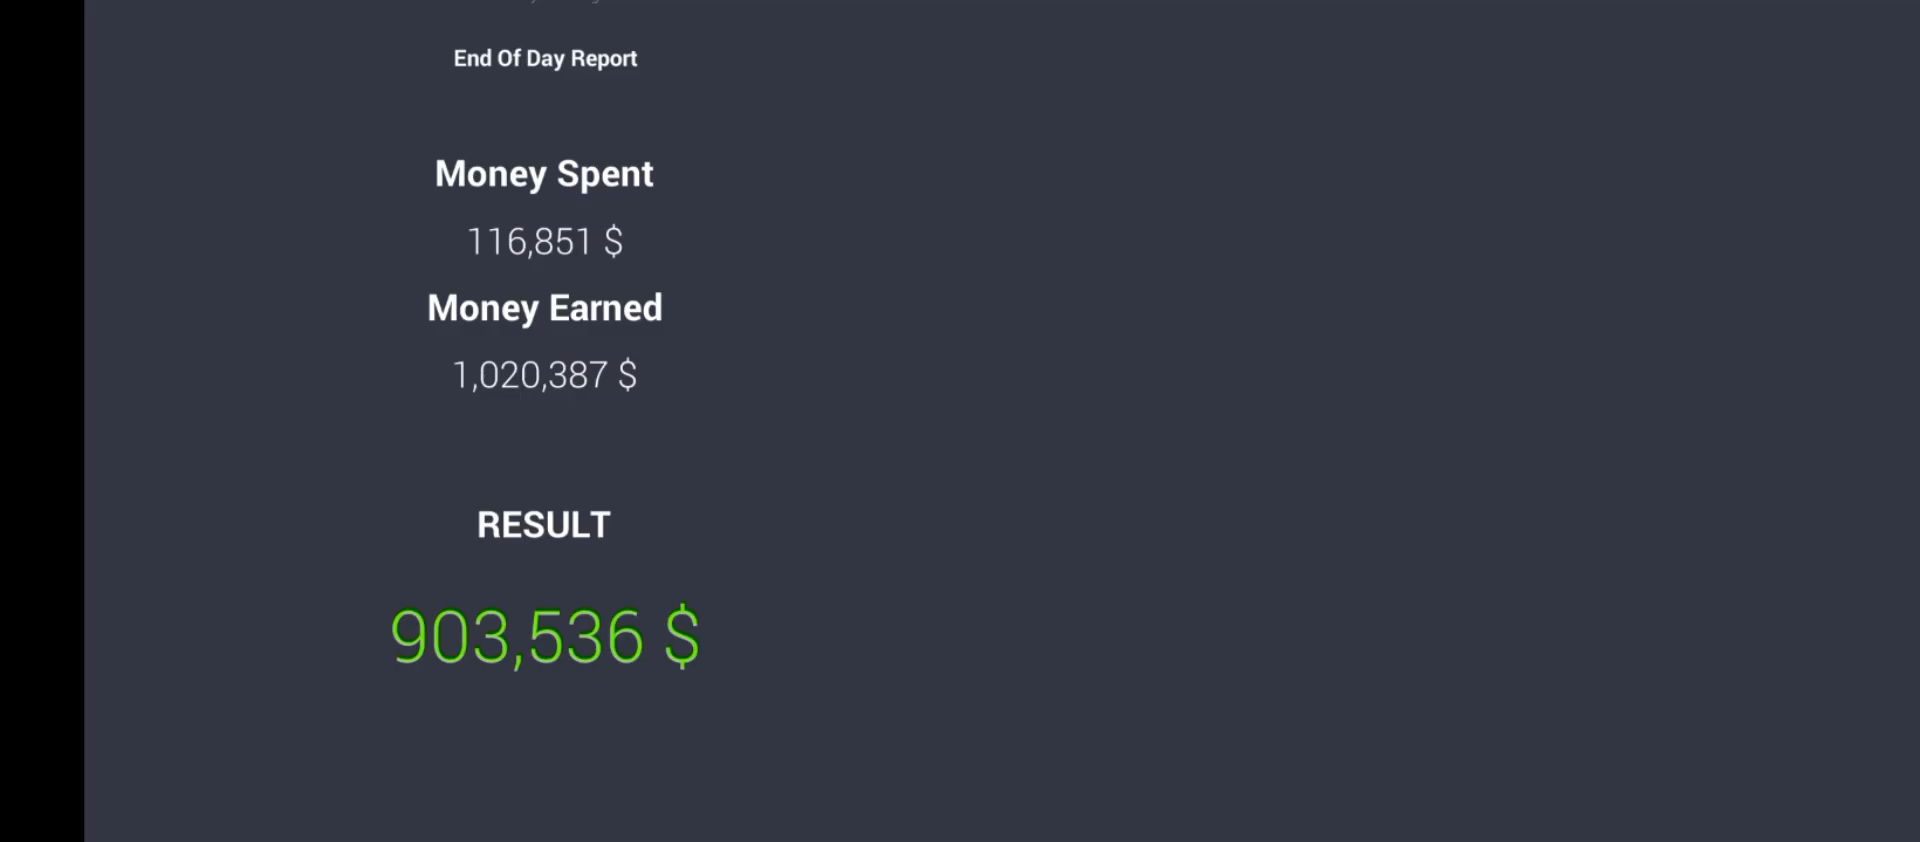 End Of Day Report
Money Spent
116,851 $
Money Earned
1,020,387 $
RESULT
903,536 $